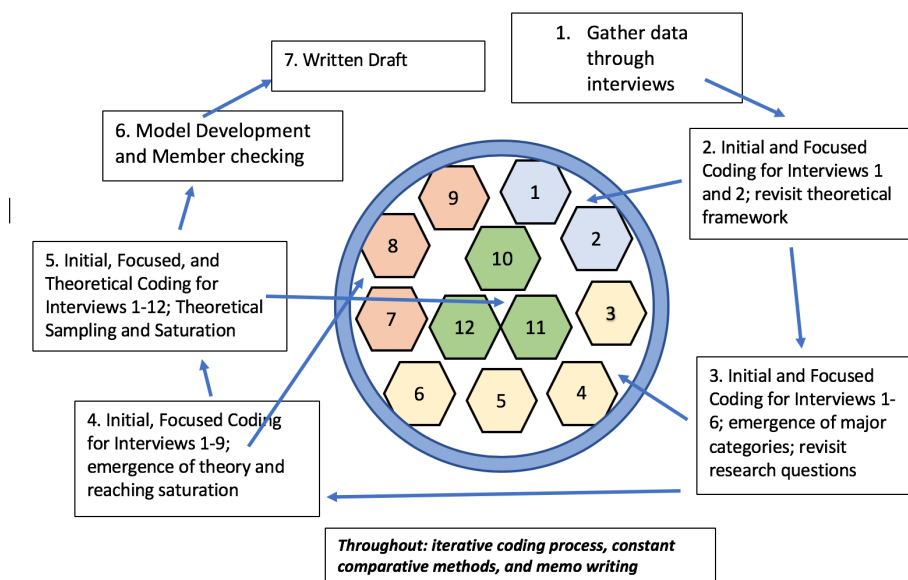 1. Gather data
through
interviews
7. Written Draft
6. Model Development
and Member checking
2. Initial and Focused
Coding for Interviews 1
and 2; revisit theoretical
framework
9
1
8
2
10
5. Initial, Focused, and
Theoretical Coding for
Interviews 1-12; Theoretical
Sampling and Saturation
7
12
11
3
6
5
4
3. Initial and Focused
Coding for Interviews 1-
6; emergence of major
categories; revisit
research questions
4. Initial, Focused Coding
for Interviews 1-9;
emergence of theory and
reaching saturation
Throughout: iterative coding process, constant
comparative methods, and memo writing